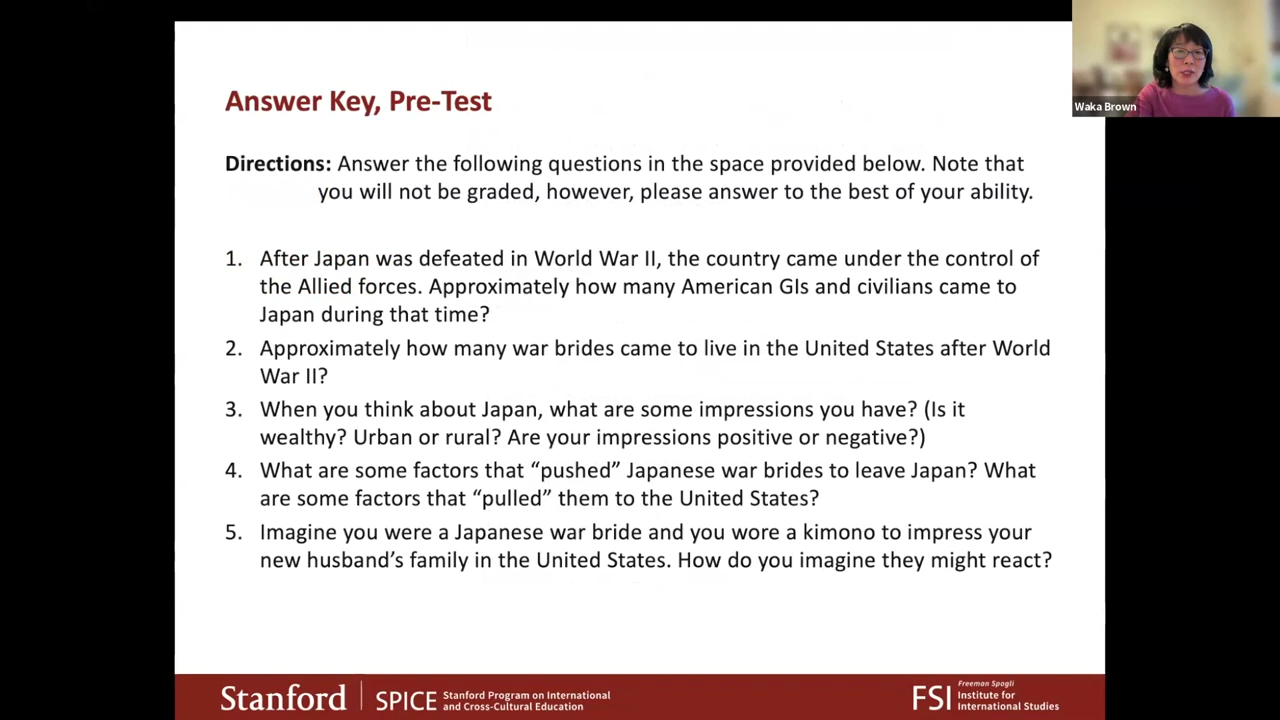 Waka Brown
Answer Key, Pre-Test
Directions: Answer the following questions in the space provided below. Note that
you will not be graded, however, please answer to the best of your ability.
1. After Japan was defeated in World War II, the country came under the control of
the Allied forces. Approximately how many American GIs and civilians came to
Japan during that time?
2. Approximately how many war brides came to live in the United States after World
War II?
3. When you think about Japan, what are some impressions you have? (Is it
wealthy? Urban or rural? Are your impressions positive or negative?)
4. What are some factors that “pushed” Japanese war brides to leave Japan? What
are some factors that “pulled” them to the United States?
5. Imagine you were a Japanese war bride and you wore a kimono to impress your
new husband’s family in the United States. How do you imagine they might react?
Stanford
SPICE
Stanford Program on International
and Cross-Cultural Education
FSI
Freeman Spogli
Institute for
International Studies